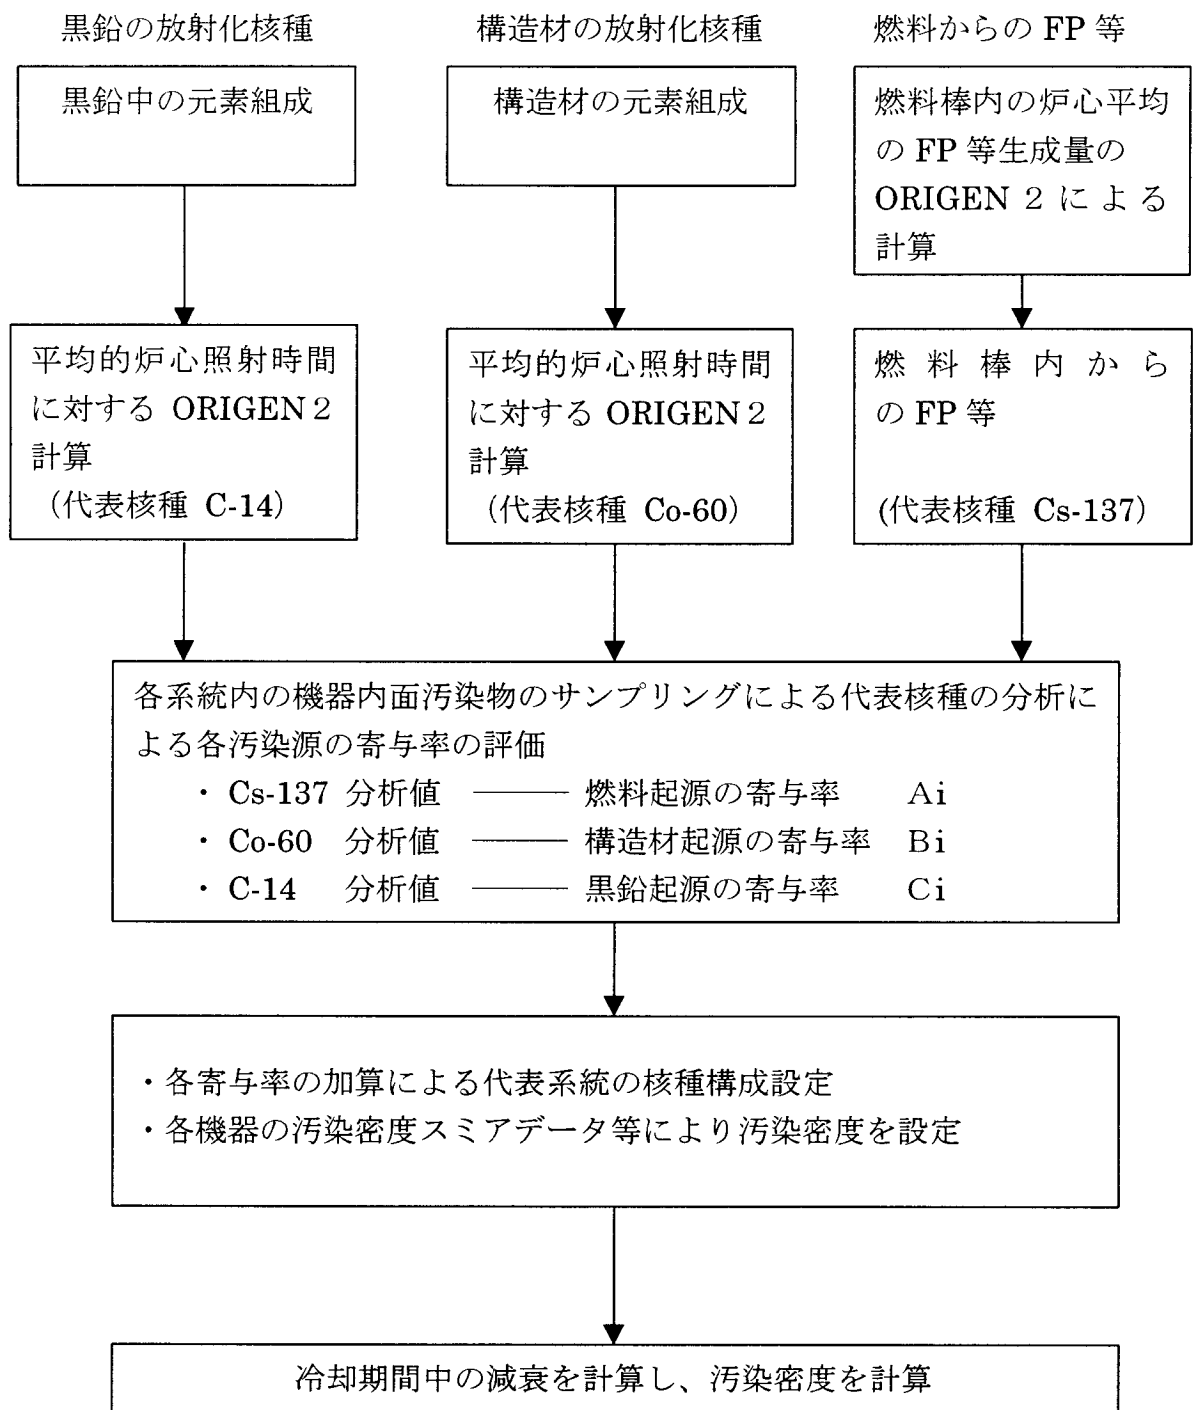 黒鉛の放射化核種
構造材の放射化核種
燃料からの FP 等
黒鉛中の元素組成
構造材の元素組成
燃料棒内の炉心平均
の FP 等生成量の
ORIGEN 2 による
計算
平均的炉心照射時間
に対する ORIGEN2
計算
(代表核種 C-14)
平均的炉心照射時間
に対する ORIGEN2
計算
(代表核種 Co-60)
燃料棒内から
の FP 等
(代表核種 Cs-137)
各系統内の機器内面汚染物のサンプリングによる代表核種の分析に
よる各汚染源の寄与率の評価
・ Cs-137 分析値 ─── 燃料起源の寄与率 Ai
・ Co-60 分析値 ─── 構造材起源の寄与率 Bi
・ C-14 分析値 ─── 黒鉛起源の寄与率 Ci
・各寄与率の加算による代表系統の核種構成設定
・各機器の汚染密度スミアデータ等により汚染密度を設定
冷却期間中の減衰を計算し、汚染密度を計算